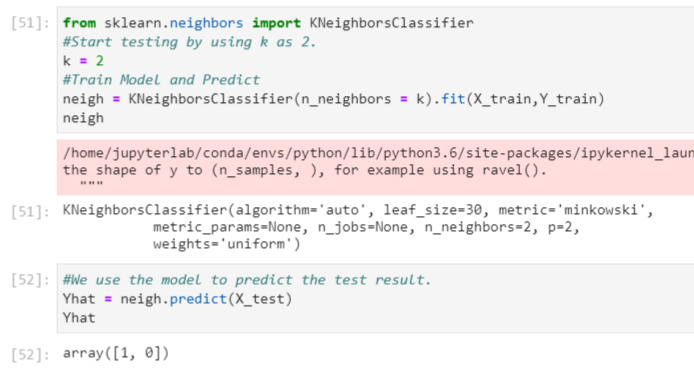 [51]: from sklearn.neighbors import KNeighborsClassifier
#Start testing by using k as 2.
k = 2
#Train Model and Predict
neigh = KNeighborsClassifier(n_neighbors = k).fit(X_train,Y_train)
neigh
/home/jupyterlab/conda/envs/python/lib/python3.6/site-packages/ipykernel_laun
the shape of y to (n_samples, ), for example using ravel().
"""
[51]: KNeighborsClassifier(algorithm='auto', leaf_size=30, metric='minkowski',
metric_params=None, n_jobs=None, n_neighbors=2, p=2,
weights='uniform')
[52]: #We use the model to predict the test result.
Yhat = neigh.predict(X_test)
Yhat
[52]: array([1, 0])